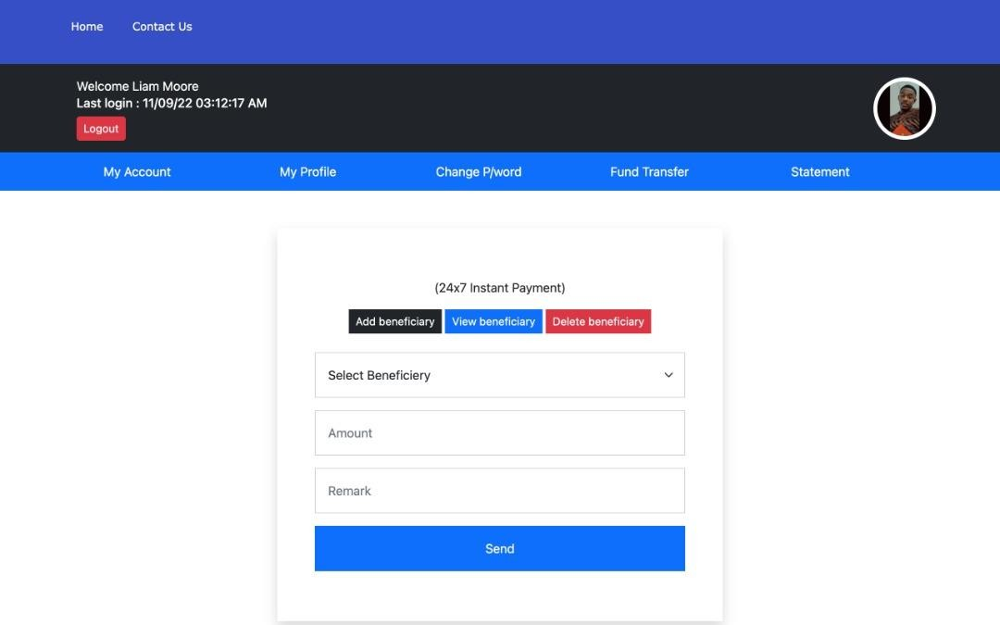 Home Contact Us
Welcome Liam Moore
Last login : 11/09/22 03:12:17 AM
Logout
My Account My Profile Change P/word Fund Transfer Statement
(24x7 Instant Payment)
Add beneficiary View beneficiary Delete beneficiary
Select Beneficiery
Amount
Remark
Send